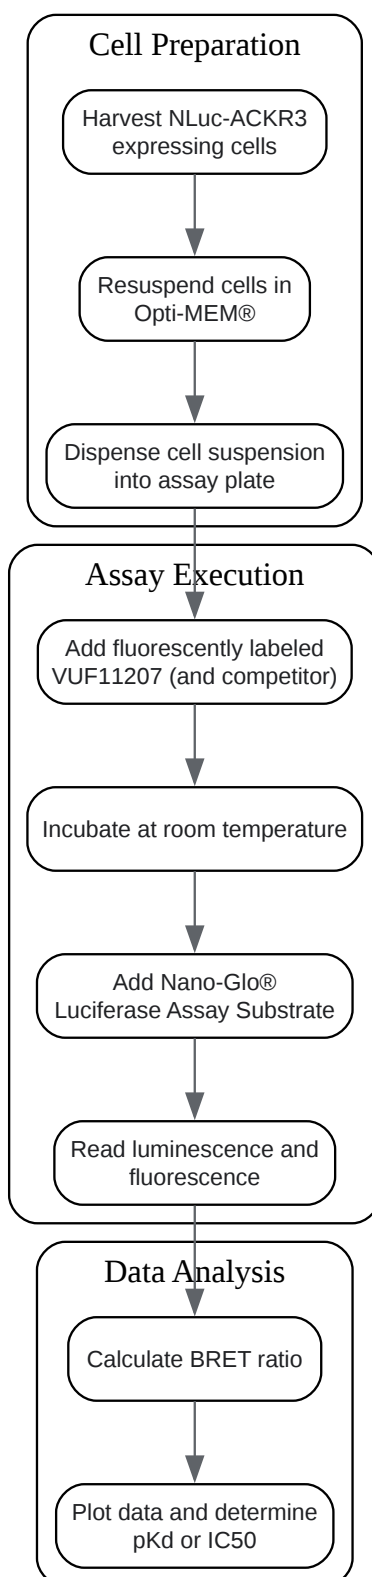 Cell Preparation
Harvest NLuc-ACKR3
expressing cells
Resuspend cells in
Opti-MEM®
Dispense cell suspension
into assay plate
Assay Execution
Add fluorescently labeled
VUF11207 (and competitor)
Incubate at room temperature
Add Nano-Glo®
Luciferase Assay Substrate
Read luminescence and
fluorescence
Data Analysis
Calculate BRET ratio
Plot data and determine
pKd or IC50